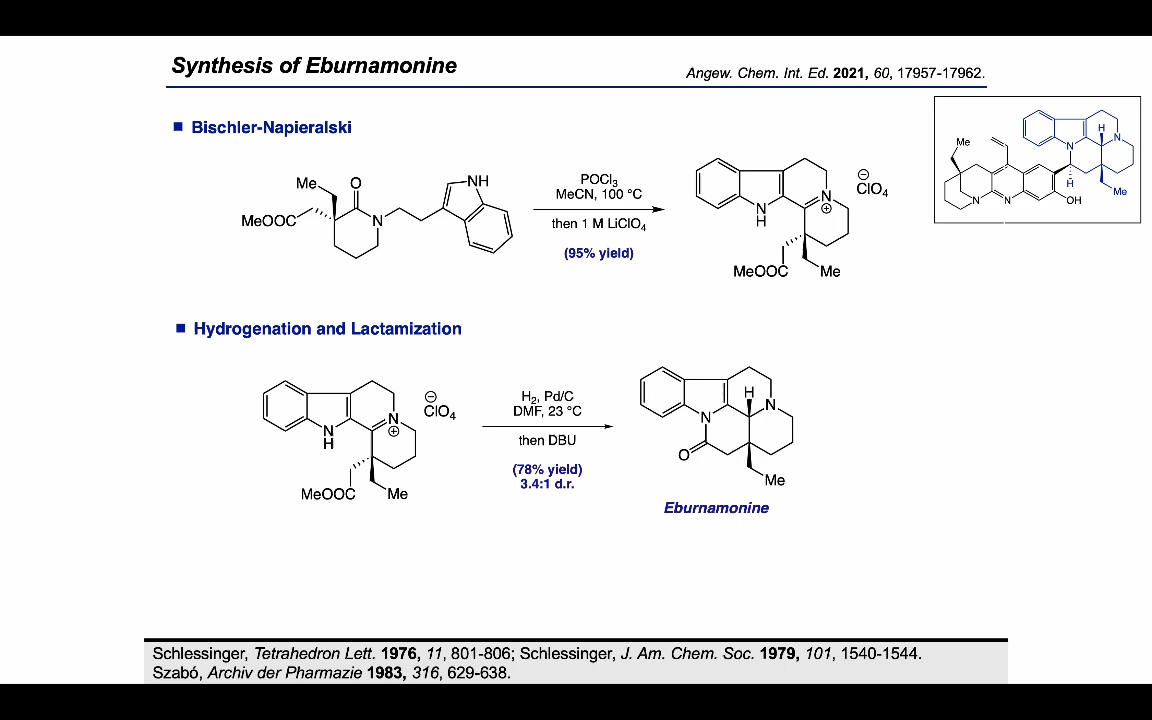 Synthesis of Eburnamonine
Angew. Chem. Int. Ed. 2021, 60, 17957-17962.
■ Bischler-Napieralski
Me
O
NH
MeOOC
N
POCl₃
MeCN, 100 °C
then 1 M LiClO₄
(95% yield)
N
⊕
N
H
⊖
ClO₄
MeOOC
Me
Me
H
N
N
H
Me
N
N
OH
■ Hydrogenation and Lactamization
N
⊕
N
H
⊖
ClO₄
MeOOC
Me
H₂, Pd/C
DMF, 23 °C
then DBU
(78% yield)
3.4:1 d.r.
H
N
N
O
Me
Eburnamonine
Schlessinger, Tetrahedron Lett. 1976, 11, 801-806; Schlessinger, J. Am. Chem. Soc. 1979, 101, 1540-1544.
Szabó, Archiv der Pharmazie 1983, 316, 629-638.